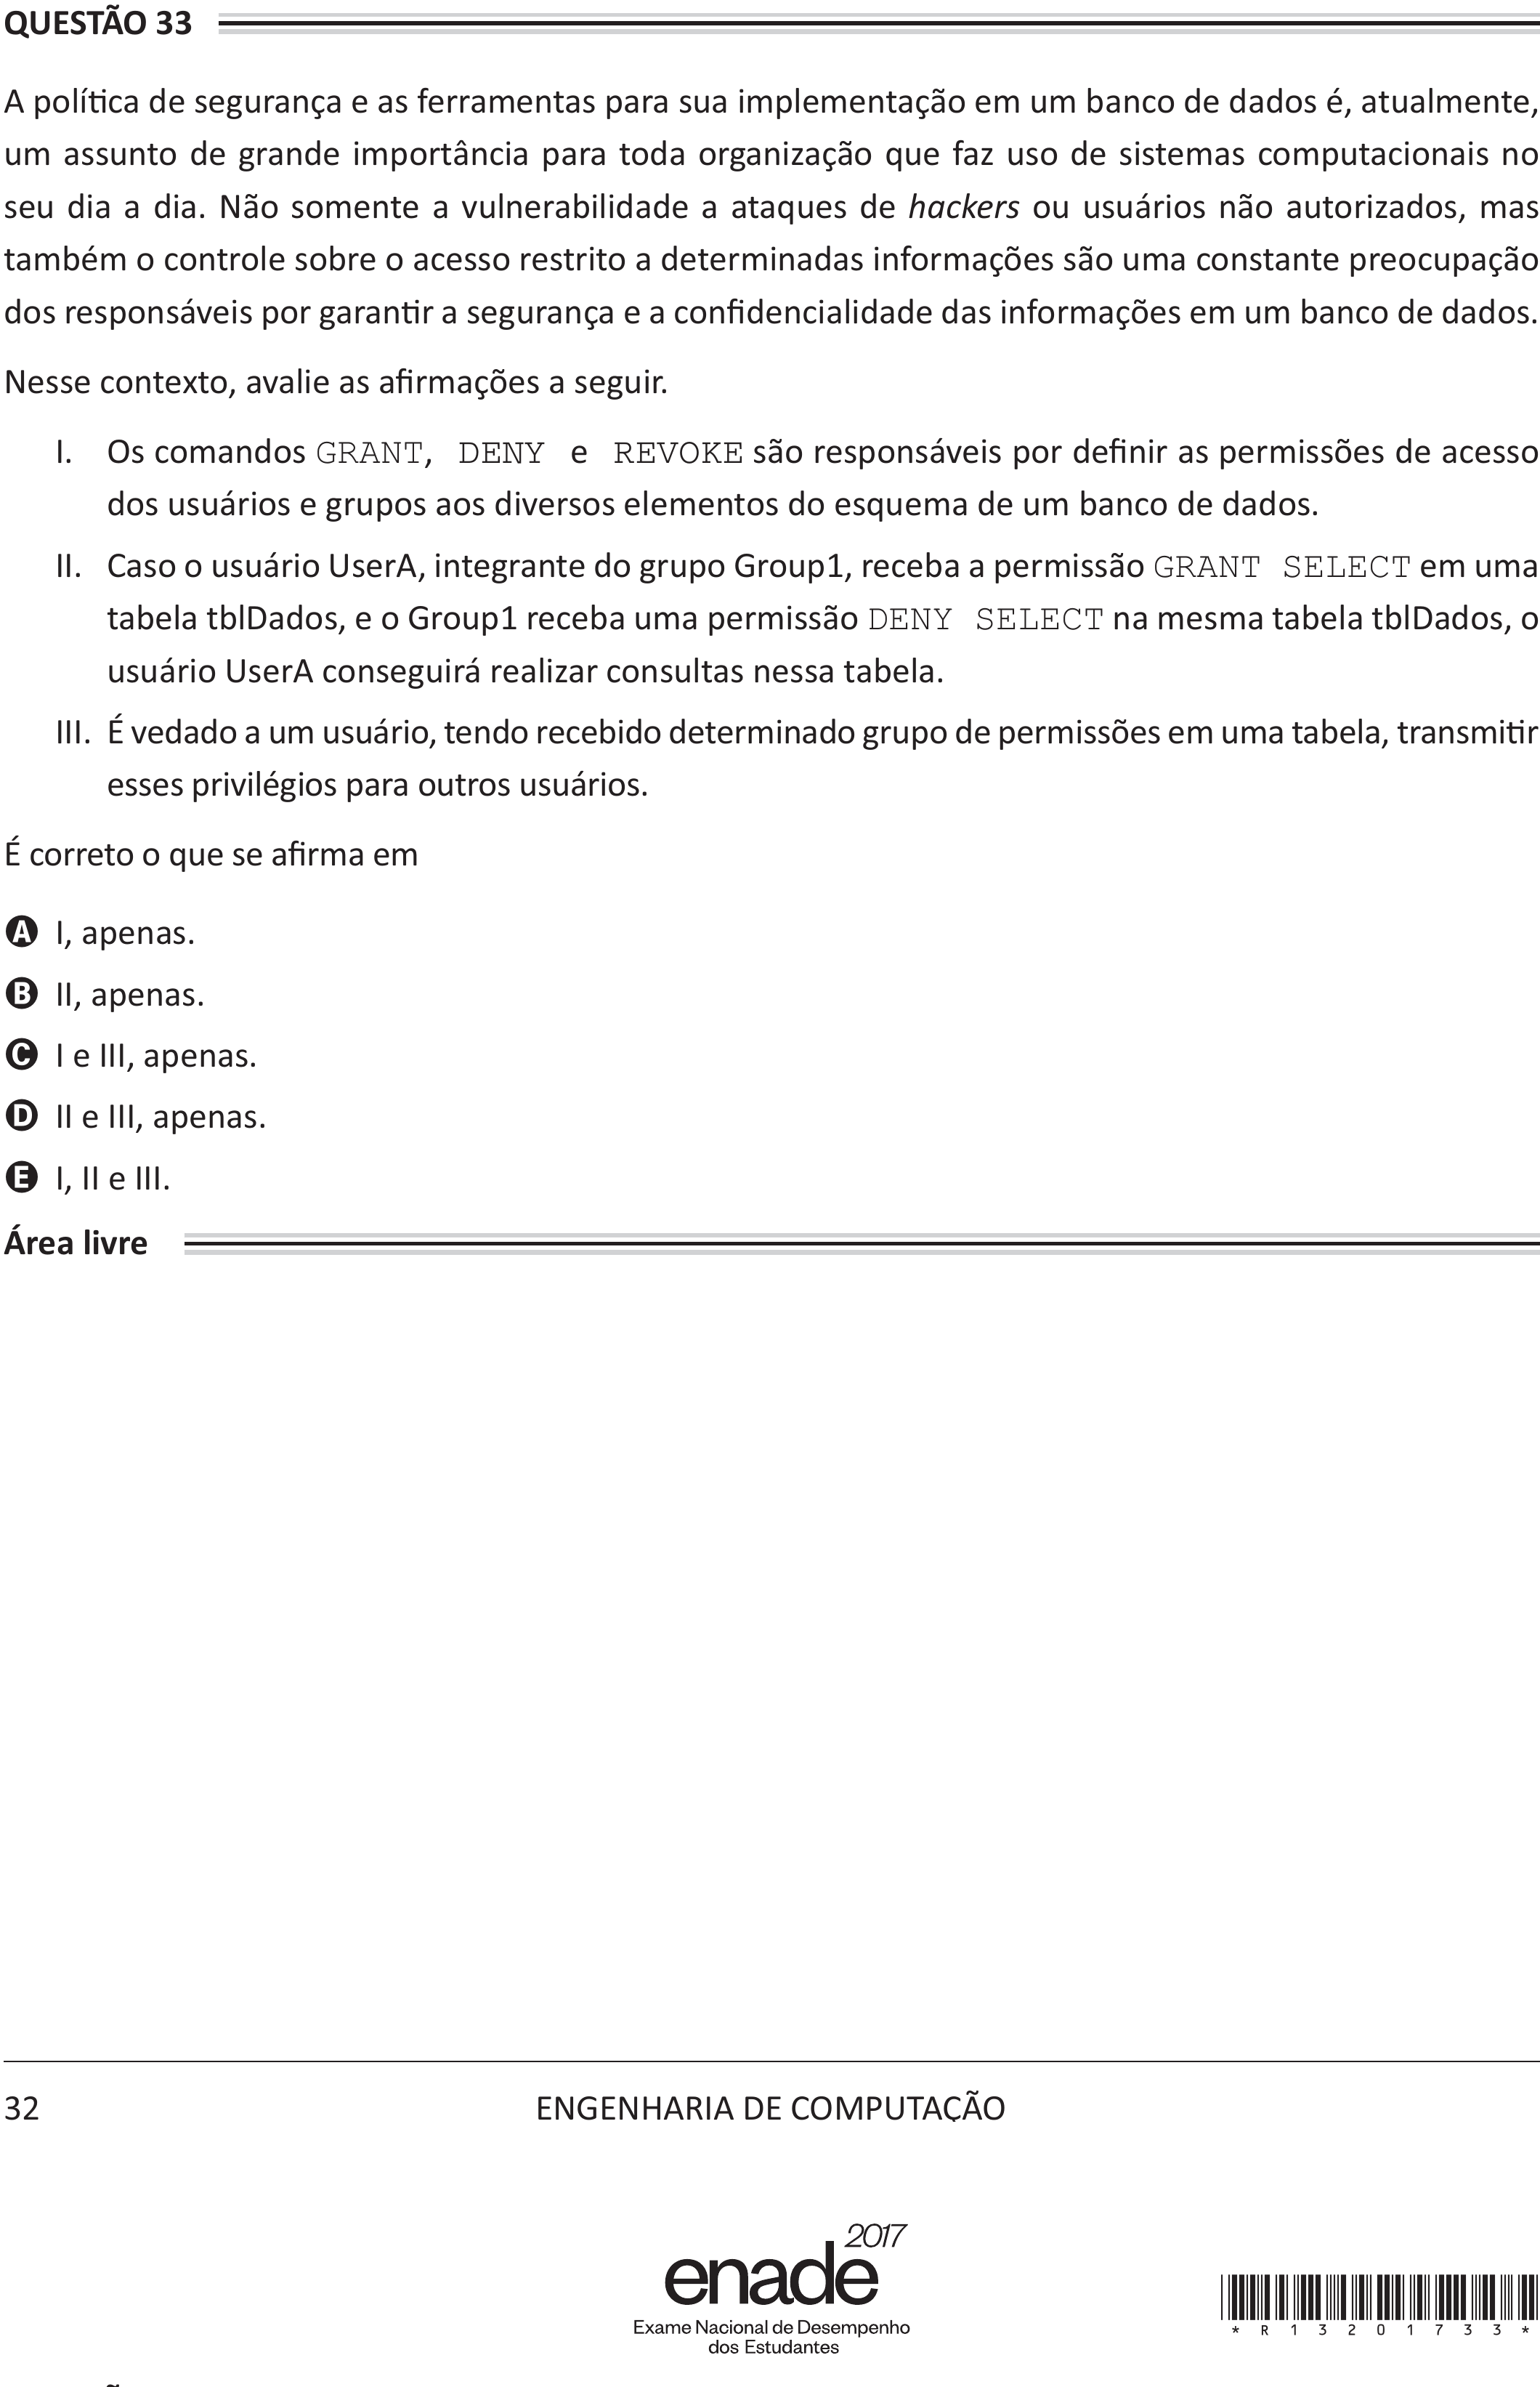 QUESTÃO 33
A política de segurança e as ferramentas para sua implementação em um banco de dados é, atualmente,
um assunto de grande importância para toda organização que faz uso de sistemas computacionais no
seu dia a dia. Não somente a vulnerabilidade a ataques de hackers ou usuários não autorizados, mas
também o controle sobre o acesso restrito a determinadas informações são uma constante preocupação
dos responsáveis por garantir a segurança e a confidencialidade das informações em um banco de dados.
Nesse contexto, avalie as afirmações a seguir.
I. Os comandos GRANT, DENY e REVOKE são responsáveis por definir as permissões de acesso
dos usuários e grupos aos diversos elementos do esquema de um banco de dados.
II. Caso o usuário UserA, integrante do grupo Group1, receba a permissão GRANT SELECT em uma
tabela tblDados, e o Group1 receba uma permissão DENY SELECT na mesma tabela tblDados, o
usuário UserA conseguirá realizar consultas nessa tabela.
III. É vedado a um usuário, tendo recebido determinado grupo de permissões em uma tabela, transmitir
esses privilégios para outros usuários.
É correto o que se afirma em
A I, apenas.
B II, apenas.
C I e III, apenas.
D II e III, apenas.
E I, II e III.
Área livre
32
ENGENHARIA DE COMPUTAÇÃO
2017
enade
Exame Nacional de Desempenho
dos Estudantes
* R 1 3 2 0 1 7 3 3 *